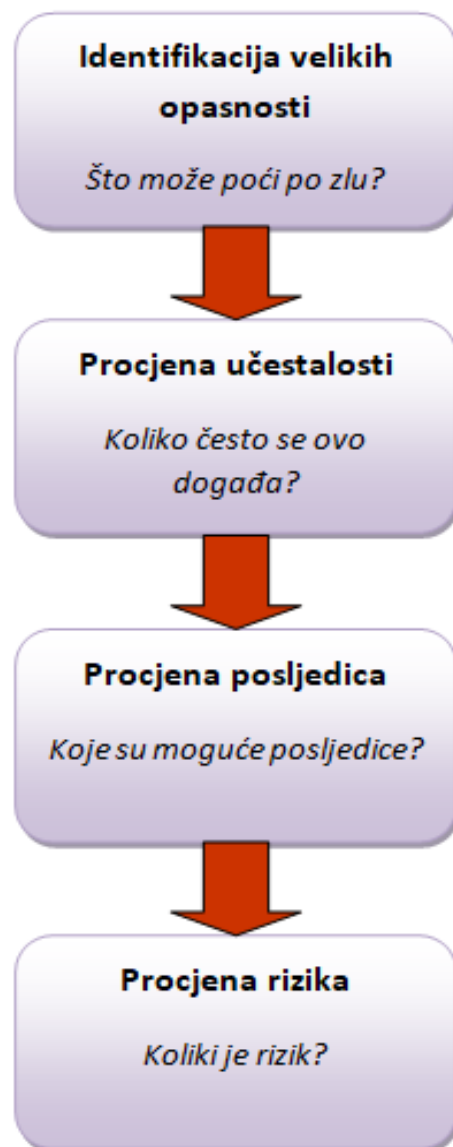 Identifikacija velikih
opasnosti
Što može poći po zlu?
Procjena učestalosti
Koliko često se ovo
događa?
Procjena posljedica
Koje su moguće posljedice?
Procjena rizika
Koliki je rizik?